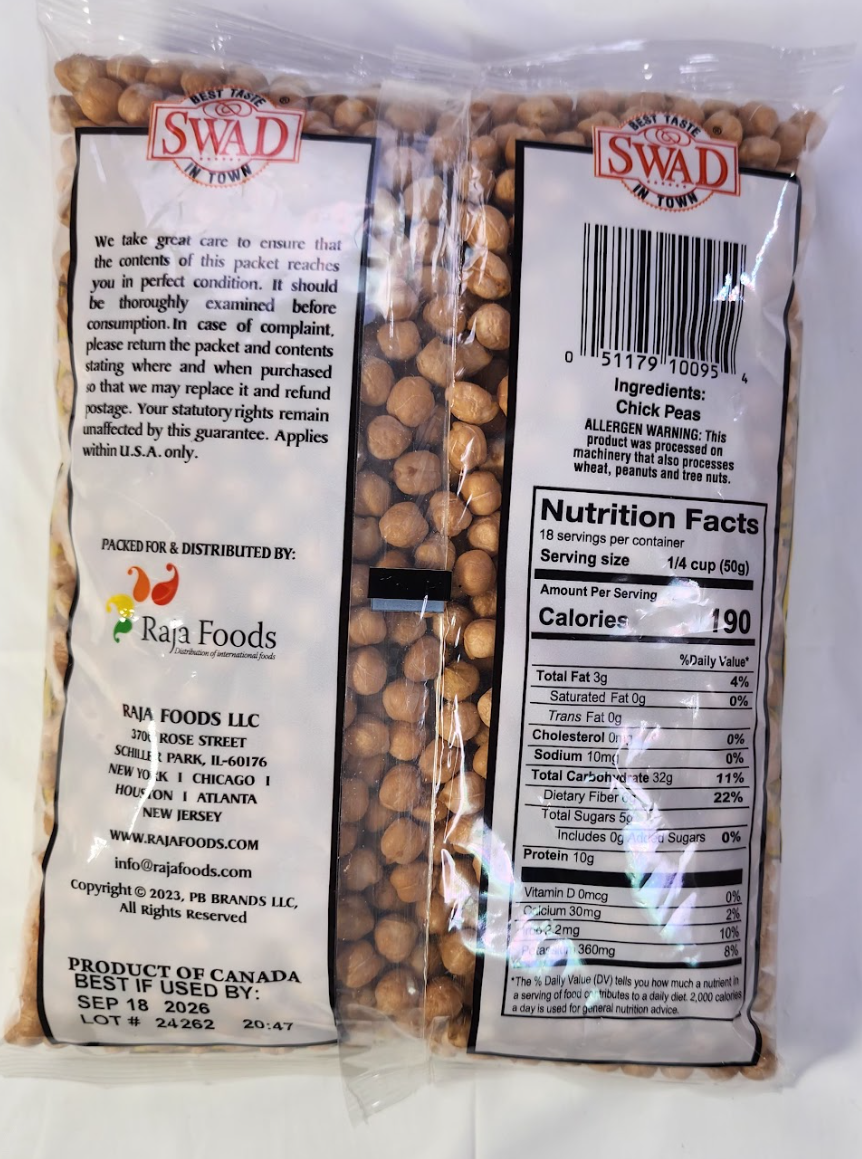 BEST TASTE
SWAD
®
IN TOWN
We take great care to ensure that
the contents of this packet reaches
you in perfect condition. It should
be thoroughly examined before
consumption. In case of complaint,
please return the packet and contents
stating where and when purchased
so that we may replace it and refund
postage. Your statutory rights remain
unaffected by this guarantee. Applies
within U.S.A. only.
PACKED FOR & DISTRIBUTED BY:
Raja Foods
Distribution of international foods
RAJA FOODS LLC
ROSE STREET
SCHILLER PARK, IL-60176
NEW YORK I CHICAGO I
HOUSTON I ATLANTA
NEW JERSEY
WWW.RAJAFOODS.COM
info@rajafoods.com
Copyright © 2023, PB BRANDS LLC,
All Rights Reserved
PRODUCT OF CANADA
BEST IF USED BY:
SEP 18 2026
LOT # 24262 20:47
BEST TASTE
SWAD
®
IN TOWN
0 51179 10095 4
Ingredients:
Chick Peas
ALLERGEN WARNING: This
product was processed on
machinery that also processes
wheat, peanuts and tree nuts.
Nutrition Facts
18 servings per container
Serving size 1/4 cup (50g)
Amount Per Serving
Calories 190
%Daily Value*
Total Fat 3g 4%
Saturated Fat 0g 0%
Trans Fat 0g
Cholesterol 0mg 0%
Sodium 10mg 0%
Total Carbohydrate 32g 11%
Dietary Fiber 22%
Total Sugars 5g
Includes 0g Added Sugars 0%
Protein 10g
Vitamin D 0mcg 0%
Calcium 30mg 2%
2mg 10%
Potassium 360mg 8%
*The % Daily Value (DV) tells you how much a nutrient in
a serving of food contributes to a daily diet. 2,000 calories
a day is used for general nutrition advice.